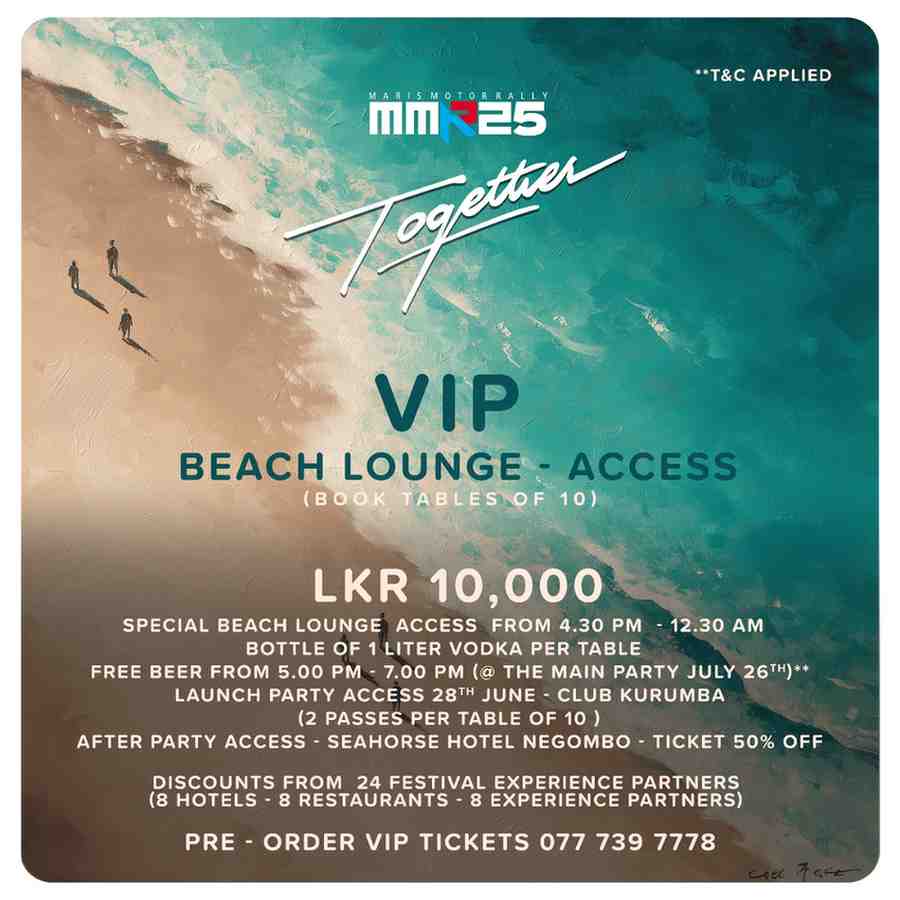 **T&C APPLIED
MARIS MOTOR RALLY
MMR25
Together
VIP
BEACH LOUNGE - ACCESS
(BOOK TABLES OF 10)
LKR 10,000
SPECIAL BEACH LOUNGE ACCESS FROM 4.30 PM - 12.30 AM
BOTTLE OF 1 LITER VODKA PER TABLE
FREE BEER FROM 5.00 PM - 7.00 PM (@ THE MAIN PARTY JULY 26TH)**
LAUNCH PARTY ACCESS 28TH JUNE - CLUB KURUMBA
(2 PASSES PER TABLE OF 10 )
AFTER PARTY ACCESS - SEAHORSE HOTEL NEGOMBO - TICKET 50% OFF
DISCOUNTS FROM 24 FESTIVAL EXPERIENCE PARTNERS
(8 HOTELS - 8 RESTAURANTS - 8 EXPERIENCE PARTNERS)
PRE - ORDER VIP TICKETS 077 739 7778